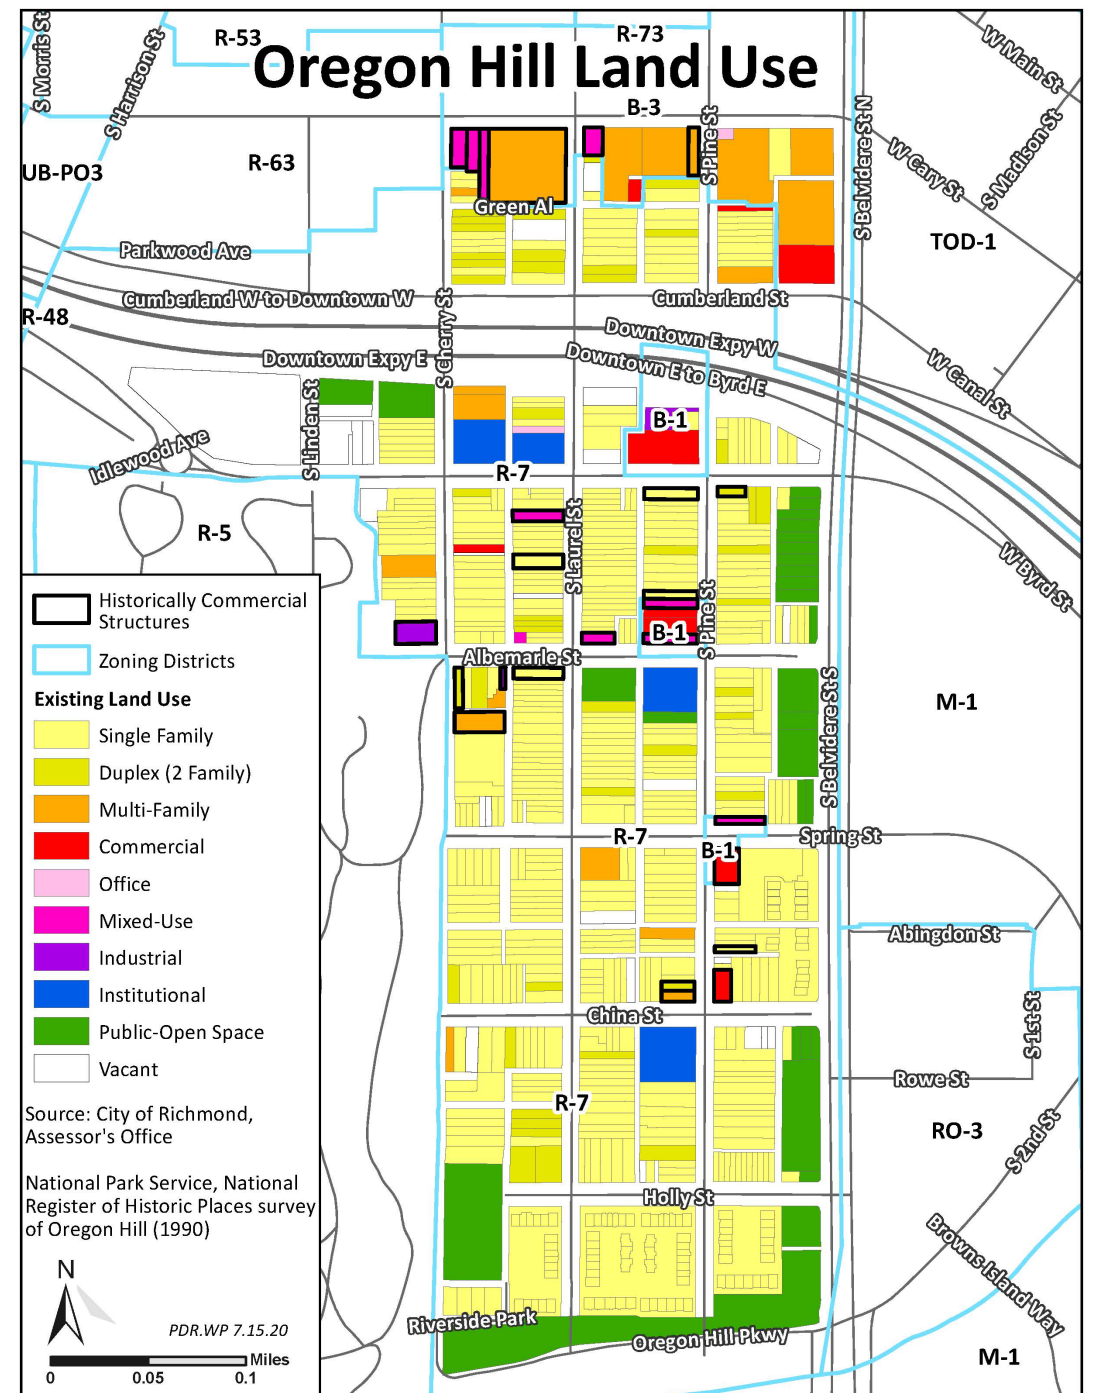 Oregon Hill Land Use
S Morris St
S Harrison St
R-53
R-73
B-3
S Pine St
S Belvidere St N
W Main St
S Madison St
W Cary St
UB-PO3
R-63
Green Al
TOD-1
Parkwood Ave
Cumberland W to Downtown W
Cumberland St
R-48
S Cherry St
Downtown Expy W
Downtown Expy E
Downtown E to Byrd E
W Canal St
S Linden St
B-1
Idlewood Ave
R-7
R-5
S Laurel St
W Byrd St
S Pine St
B-1
Albemarle St
S Belvidere St S
M-1
R-7
Spring St
B-1
Abingdon St
China St
S 1st St
Rowe St
R-7
RO-3
S 2nd St
Holly St
Browns Island Way
Riverside Park
Oregon Hill Pkwy
M-1
Historically Commercial
Structures
Zoning Districts
Existing Land Use
Single Family
Duplex (2 Family)
Multi-Family
Commercial
Office
Mixed-Use
Industrial
Institutional
Public-Open Space
Vacant
Source: City of Richmond,
Assessor's Office
National Park Service, National
Register of Historic Places survey
of Oregon Hill (1990)
N
PDR.WP 7.15.20
Miles
0 0.05 0.1